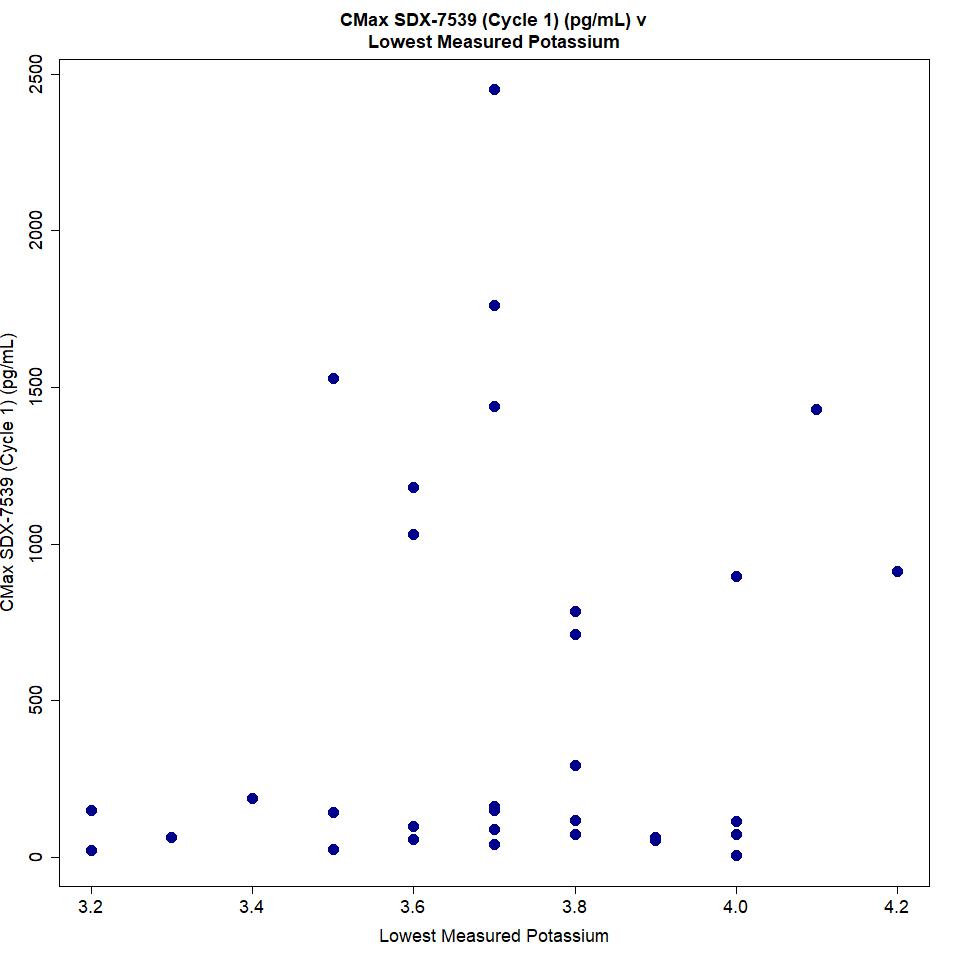 CMax SDX-7539 (Cycle 1) (pg/mL) v
Lowest Measured Potassium
2500
2000
1500
1000
500
0
CMax SDX-7539 (Cycle 1) (pg/mL)
3.2 3.4 3.6 3.8 4.0 4.2
Lowest Measured Potassium